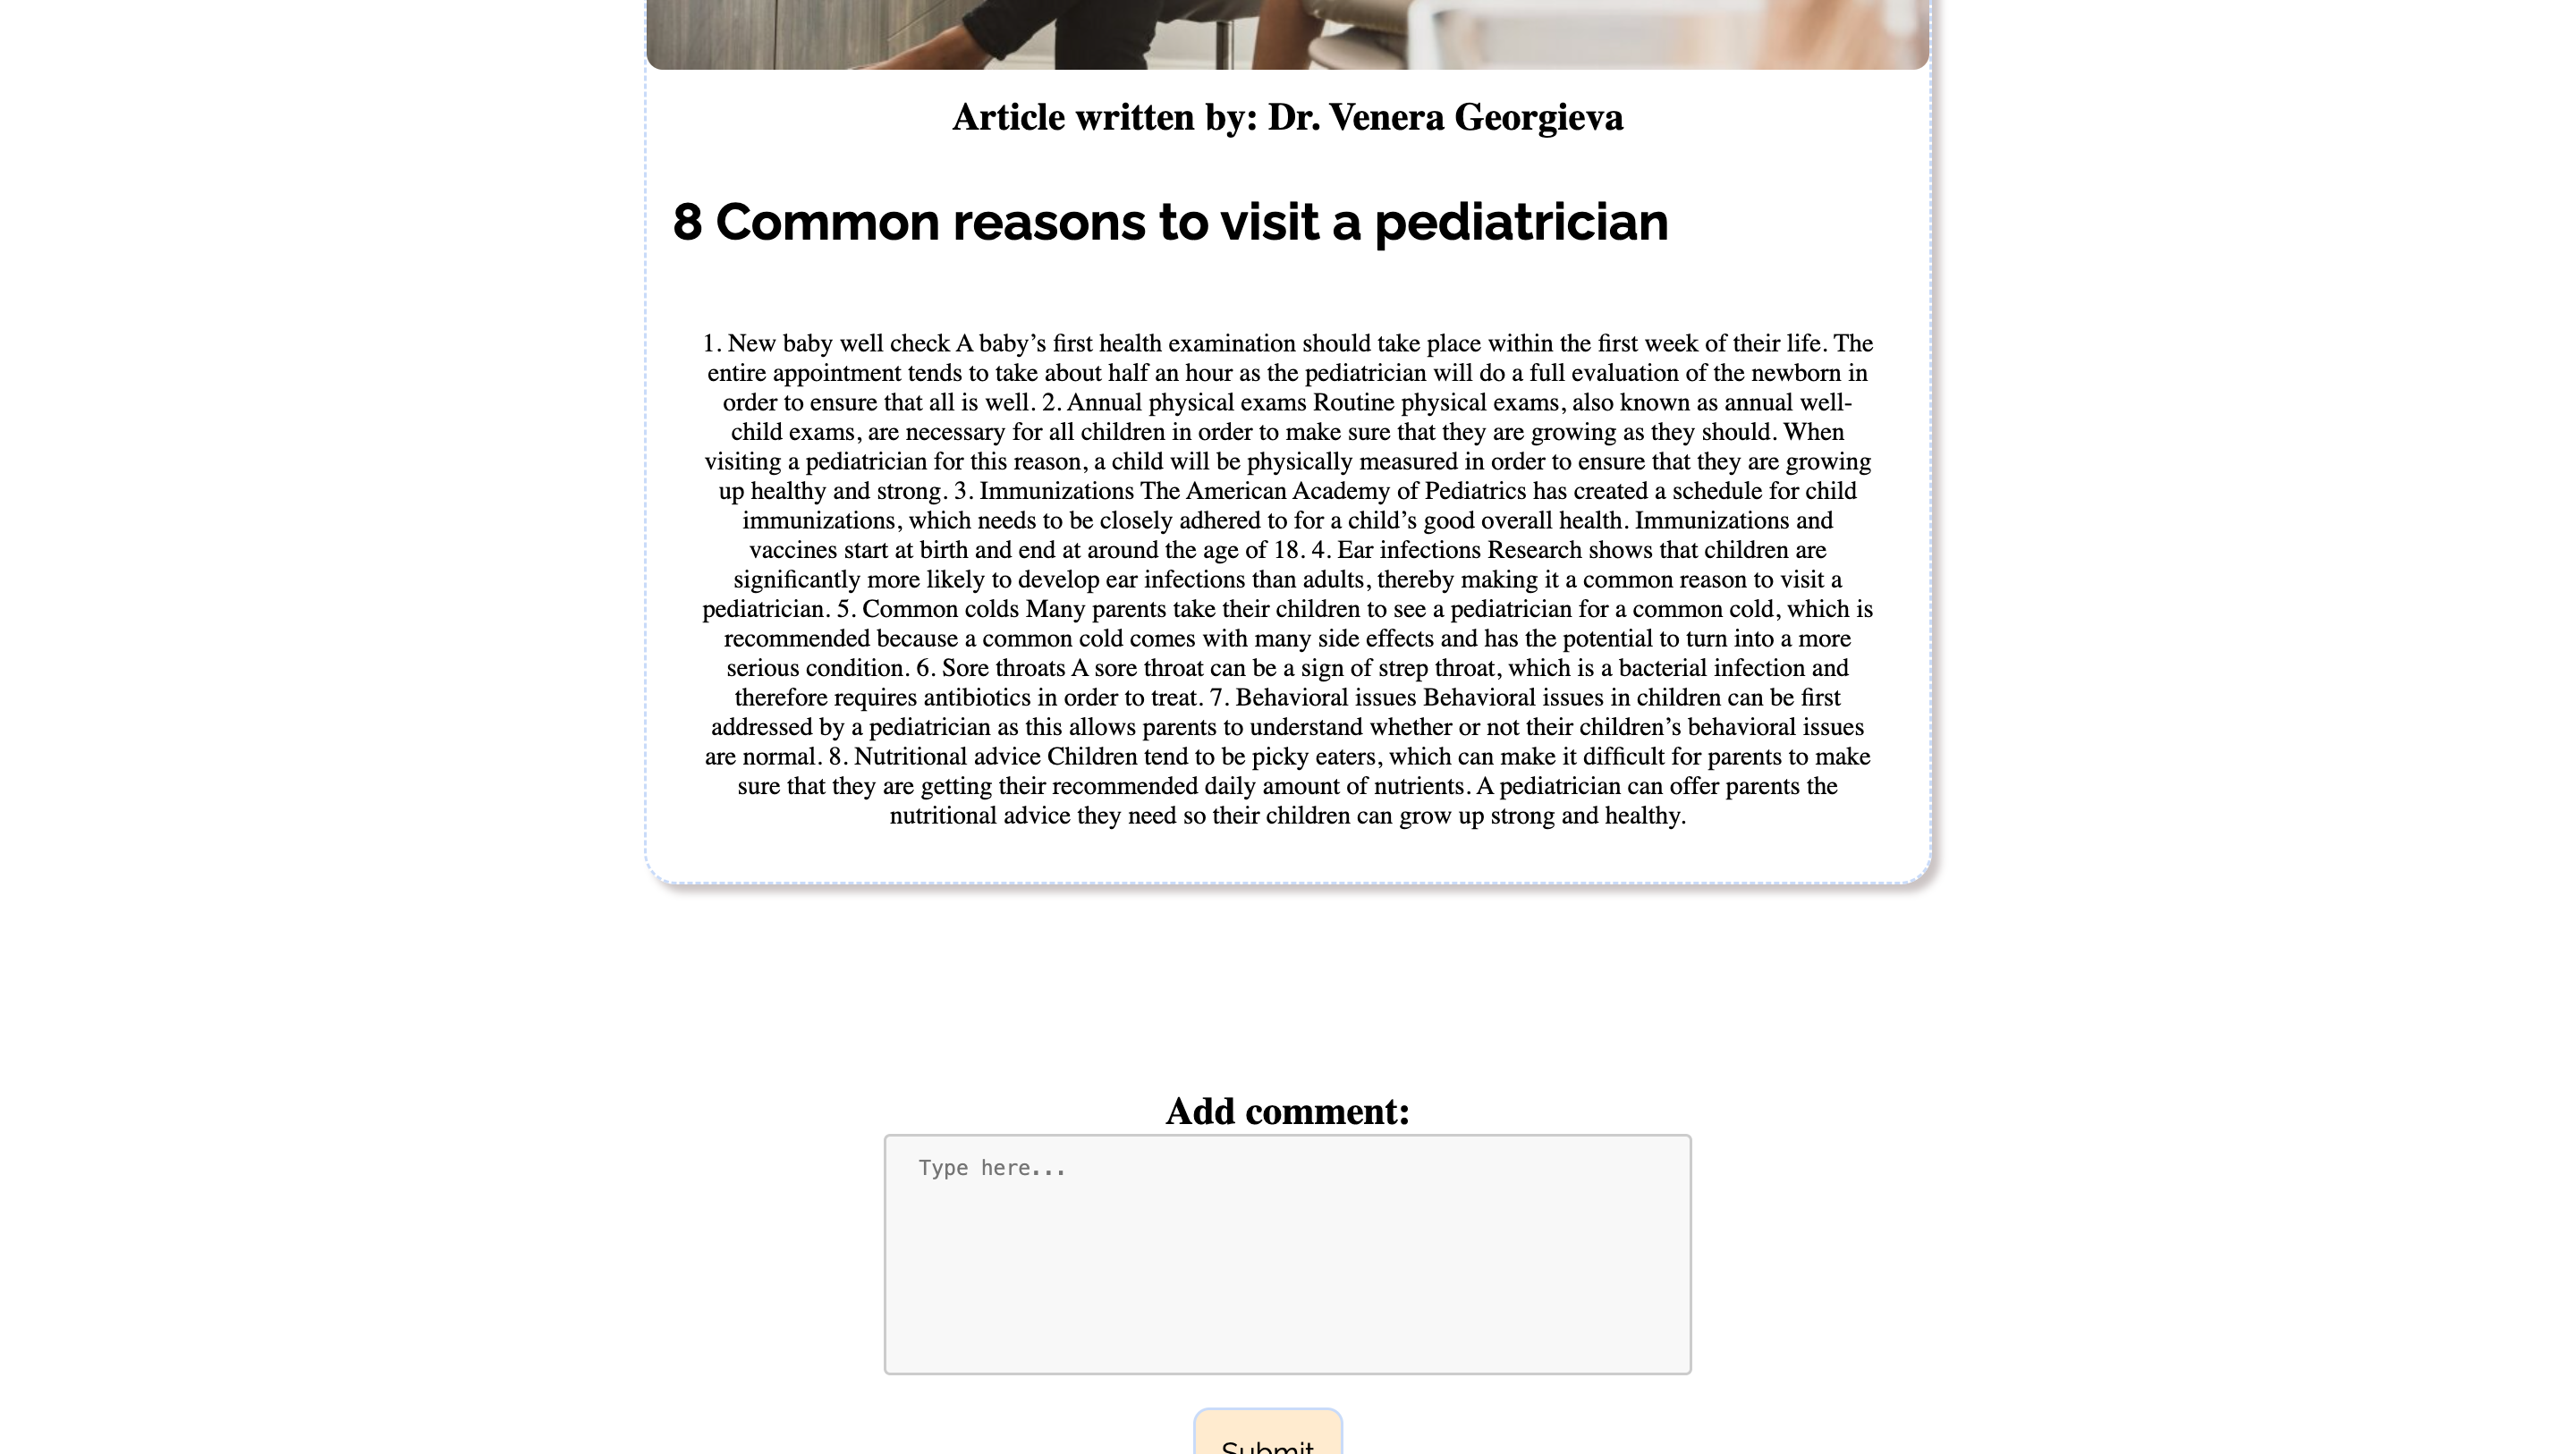 Article written by: Dr. Venera Georgieva
8 Common reasons to visit a pediatrician
1. New baby well check A baby’s first health examination should take place within the first week of their life. The
entire appointment tends to take about half an hour as the pediatrician will do a full evaluation of the newborn in
order to ensure that all is well. 2. Annual physical exams Routine physical exams, also known as annual well-
child exams, are necessary for all children in order to make sure that they are growing as they should. When
visiting a pediatrician for this reason, a child will be physically measured in order to ensure that they are growing
up healthy and strong. 3. Immunizations The American Academy of Pediatrics has created a schedule for child
immunizations, which needs to be closely adhered to for a child’s good overall health. Immunizations and
vaccines start at birth and end at around the age of 18. 4. Ear infections Research shows that children are
significantly more likely to develop ear infections than adults, thereby making it a common reason to visit a
pediatrician. 5. Common colds Many parents take their children to see a pediatrician for a common cold, which is
recommended because a common cold comes with many side effects and has the potential to turn into a more
serious condition. 6. Sore throats A sore throat can be a sign of strep throat, which is a bacterial infection and
therefore requires antibiotics in order to treat. 7. Behavioral issues Behavioral issues in children can be first
addressed by a pediatrician as this allows parents to understand whether or not their children’s behavioral issues
are normal. 8. Nutritional advice Children tend to be picky eaters, which can make it difficult for parents to make
sure that they are getting their recommended daily amount of nutrients. A pediatrician can offer parents the
nutritional advice they need so their children can grow up strong and healthy.
Add comment:
Type here...
Submit